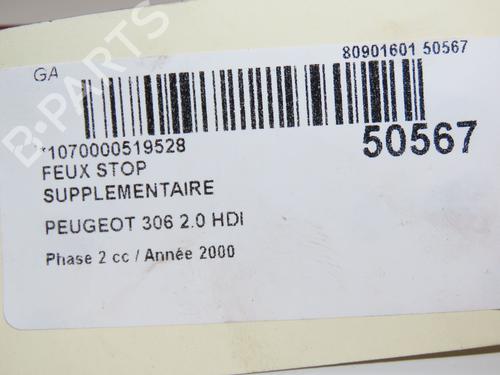 GA
80901601 50567
*1070000519528
50567
FEUX STOP
SUPPLEMENTAIRE
PEUGEOT 306 2.0 HDI
Phase 2 cc / Année 2000
B-PARTS